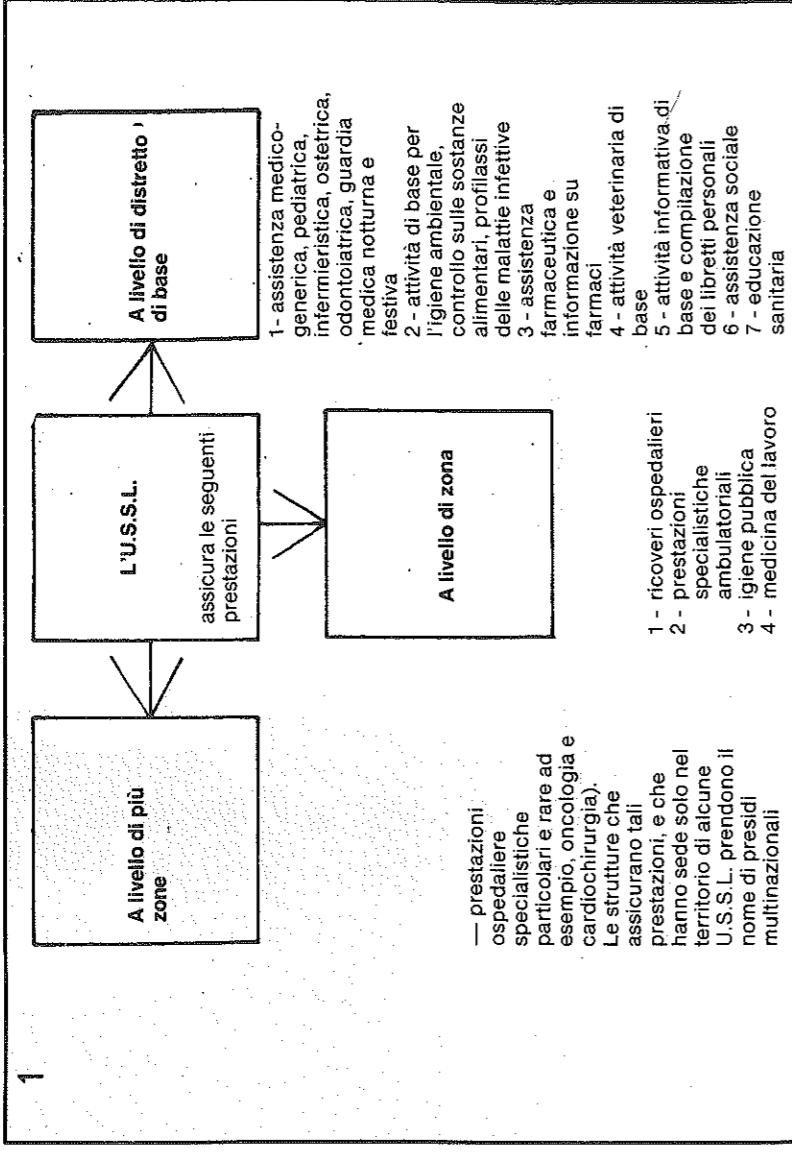 1
A livello di più
zone
— prestazioni
ospedaliere
specialistiche
particolari e rare ad
esempio, oncologia e
cardiochirurgia).
Le strutture che
assicurano tali
prestazioni, e che
hanno sede solo nel
territorio di alcune
U.S.S.L. prendono il
nome di presidi
multinazionali
L'U.S.S.L.
assicura le seguenti
prestazioni
A livello di zona
1 - ricoveri ospedalieri
2 - prestazioni
specialistiche
ambulatoriali
3 - igiene pubblica
4 - medicina del lavoro
A livello di distretto
di base
1- assistenza medico-
generica, pediatrica,
infermieristica, ostetrica,
odontoiatrica, guardia
medica notturna e
festiva
2 - attività di base per
l'igiene ambientale,
controllo sulle sostanze
alimentari, profilassi
delle malattie infettive
3 - assistenza
farmaceutica e
informazione su
farmaci
4 - attività veterinaria di
base
5 - attività informativa di
base e compilazione
dei libretti personali
6 - assistenza sociale
7 - educazione
sanitaria